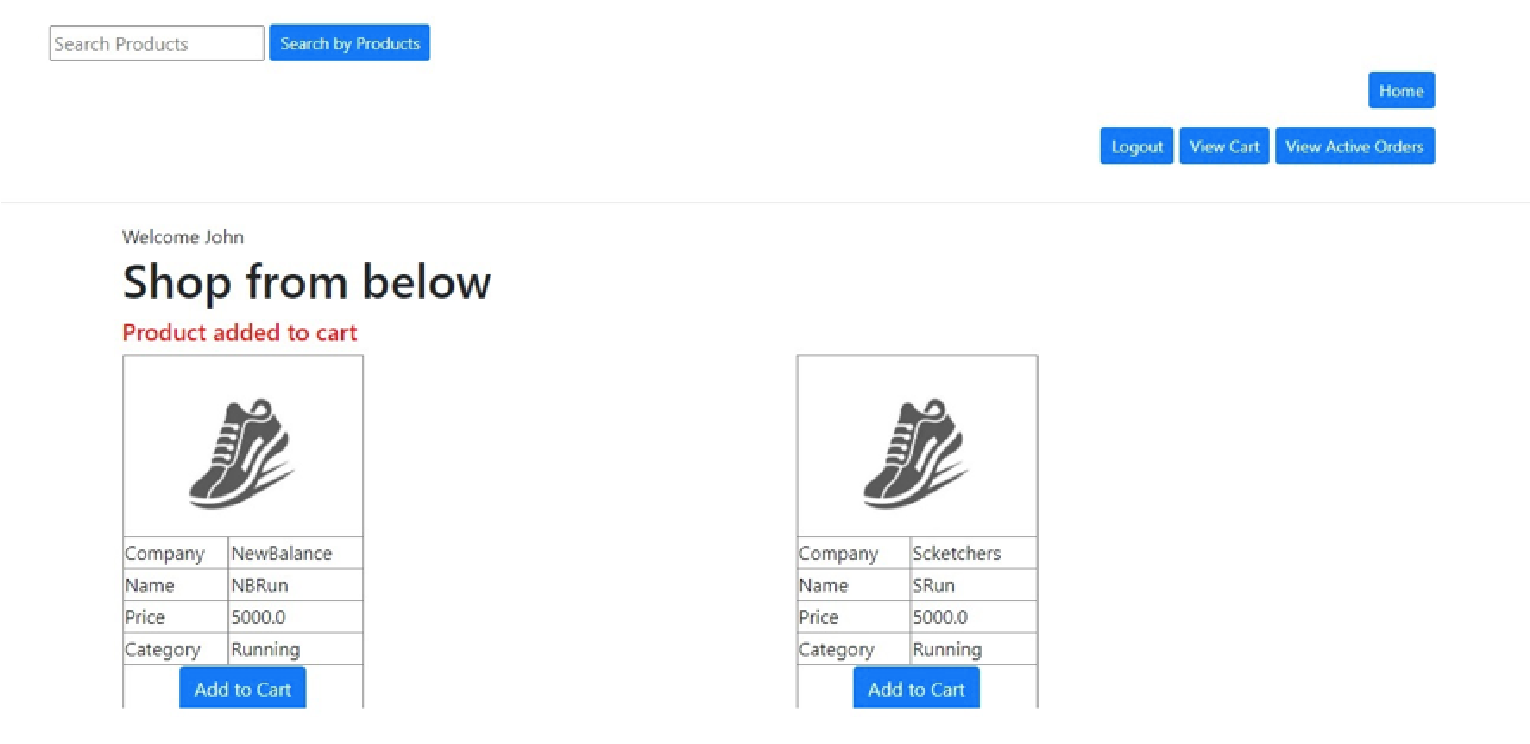 Search Products Search by Products
Home
Logout View Cart View Active Orders
Welcome John
Shop from below
Product added to cart
Company NewBalance
Name NBRun
Price 5000.0
Category Running
Add to Cart
Company Scketchers
Name SRun
Price 5000.0
Category Running
Add to Cart